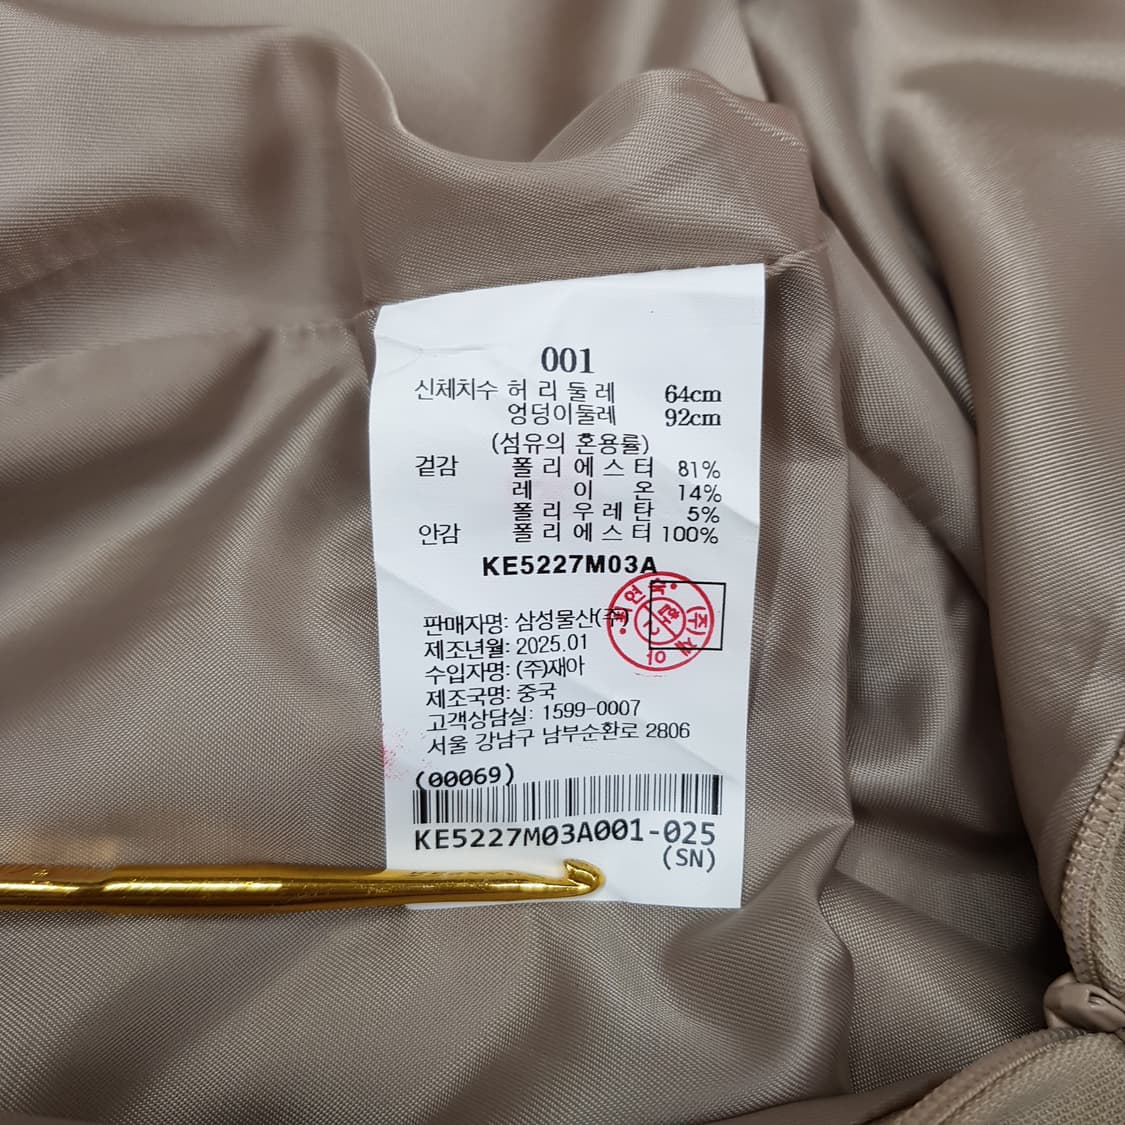 001
신체치수 허리둘레 64cm
엉덩이둘레 92cm
(섬유의 혼용률)
겉감 폴리에스터 81%
레이온 14%
폴리우레탄 5%
안감 폴리에스터 100%
KE5227M03A
판매자명: 삼성물산(주)
제조년월: 2025.01
수입자명: (주)재아
제조국명: 중국
고객상담실: 1599-0007
서울 강남구 남부순환로 2806
(00069)
KE5227M03A001-025
(SN)